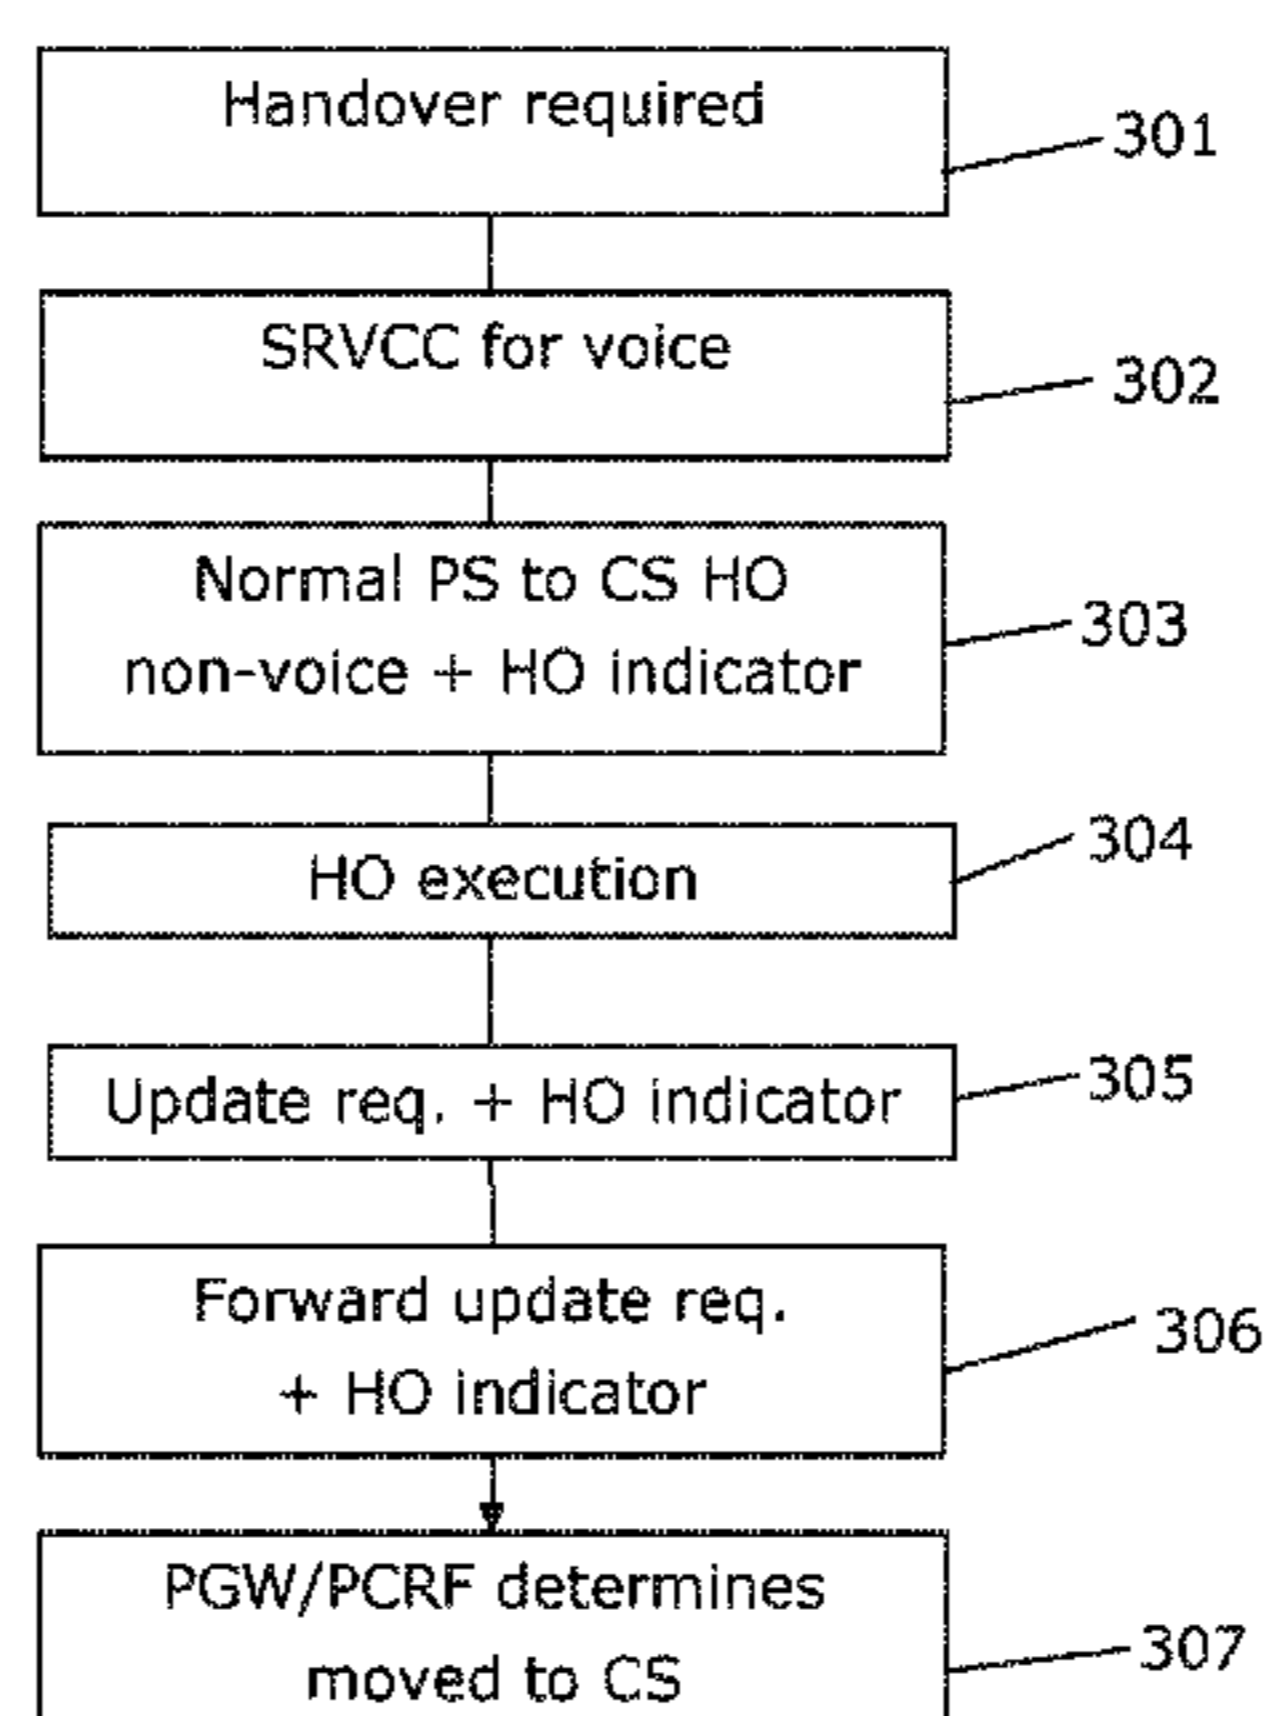 Handover required
301
SRVCC for voice
302
Normal PS to CS HO
non-voice + HO indicator
303
HO execution
304
Update req. + HO indicator
305
Forward update req.
+ HO indicator
306
PGW/PCRF determines
moved to CS
307